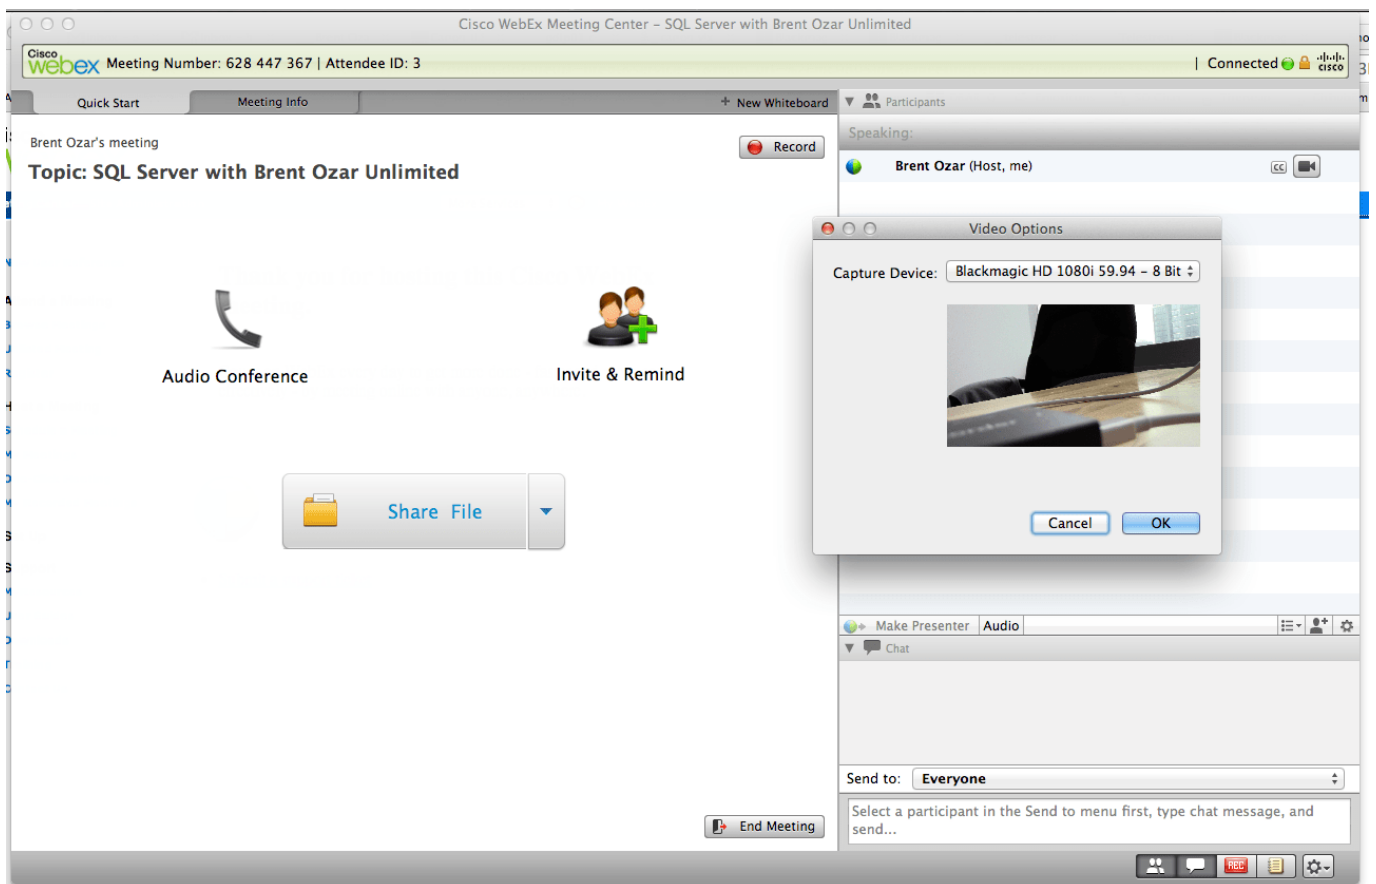 Cisco WebEx Meeting Center – SQL Server with Brent Ozar Unlimited
Cisco webex Meeting Number: 628 447 367 | Attendee ID: 3
| Connected cisco
Quick Start
Meeting Info
+ New Whiteboard
Participants
Brent Ozar's meeting
Record
Speaking:
Topic: SQL Server with Brent Ozar Unlimited
Brent Ozar (Host, me)
CC
Video Options
Capture Device: Blackmagic HD 1080i 59.94 – 8 Bit
Audio Conference
Invite & Remind
Share File
Cancel
OK
Make Presenter
Audio
Chat
Send to: Everyone
Select a participant in the Send to menu first, type chat message, and
send...
End Meeting
REC